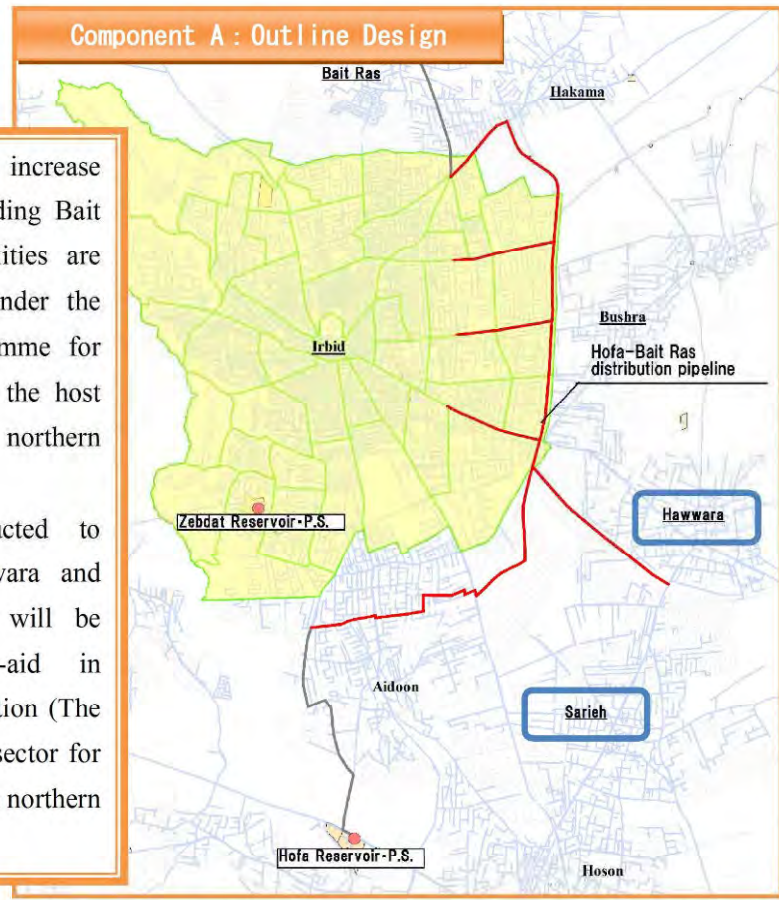 Component A : Outline Design
increase
ding Bait
lities are
nder the
mme for
the host
northern
cted to
vara and
will be
-aid in
tion (The
sector for
northern
Bait Ras
Hakama
Bushra
Irbid
Hofa-Bait Ras
distribution pipeline
Hawwara
Zebdat Reservoir-P.S.
Aidoon
Sarieh
Hofa Reservoir-P.S.
Hoson